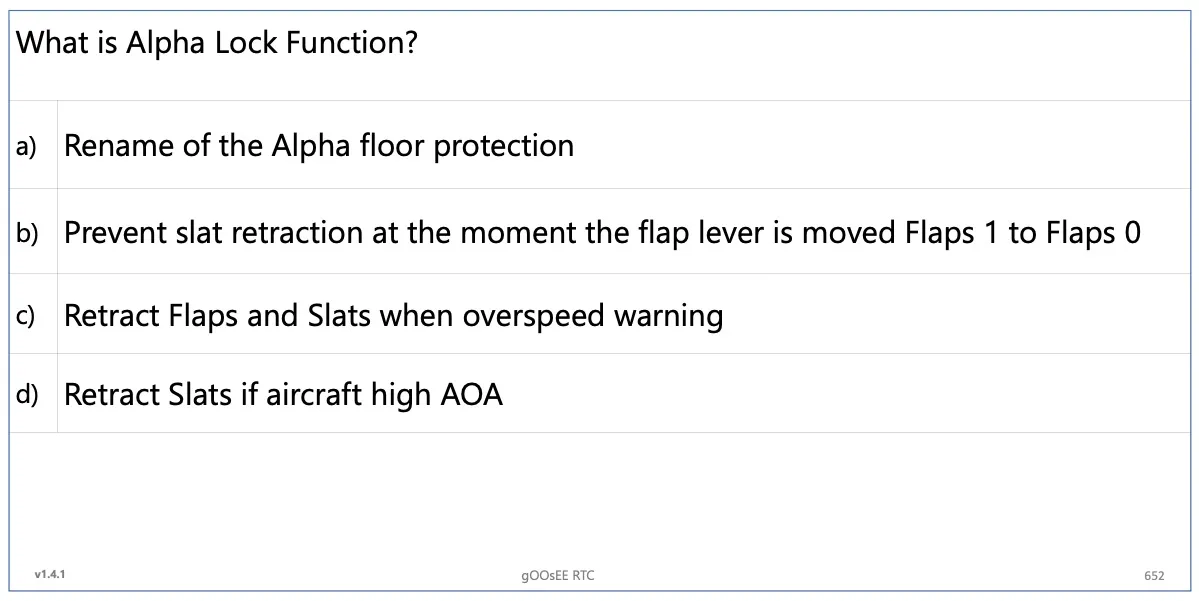 What is Alpha Lock Function?
a) Rename of the Alpha floor protection
b) Prevent slat retraction at the moment the flap lever is moved Flaps 1 to Flaps 0
c) Retract Flaps and Slats when overspeed warning
d) Retract Slats if aircraft high AOA
v1.4.1 gOOsEE RTC 652